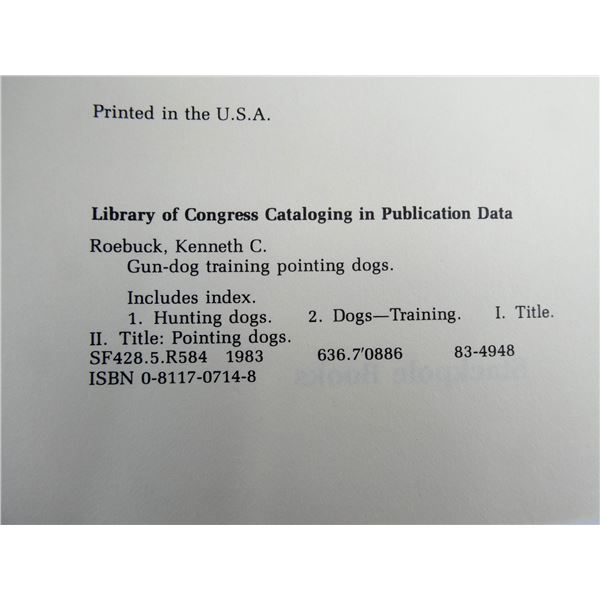 Printed in the U.S.A.
Library of Congress Cataloging in Publication Data
Roebuck, Kenneth C.
Gun-dog training pointing dogs.
Includes index.
1. Hunting dogs. 2. Dogs—Training. I. Title.
II. Title: Pointing dogs.
SF428.5.R584 1983 636.7′0886 83-4948
ISBN 0-8117-0714-8
Stackpole Books